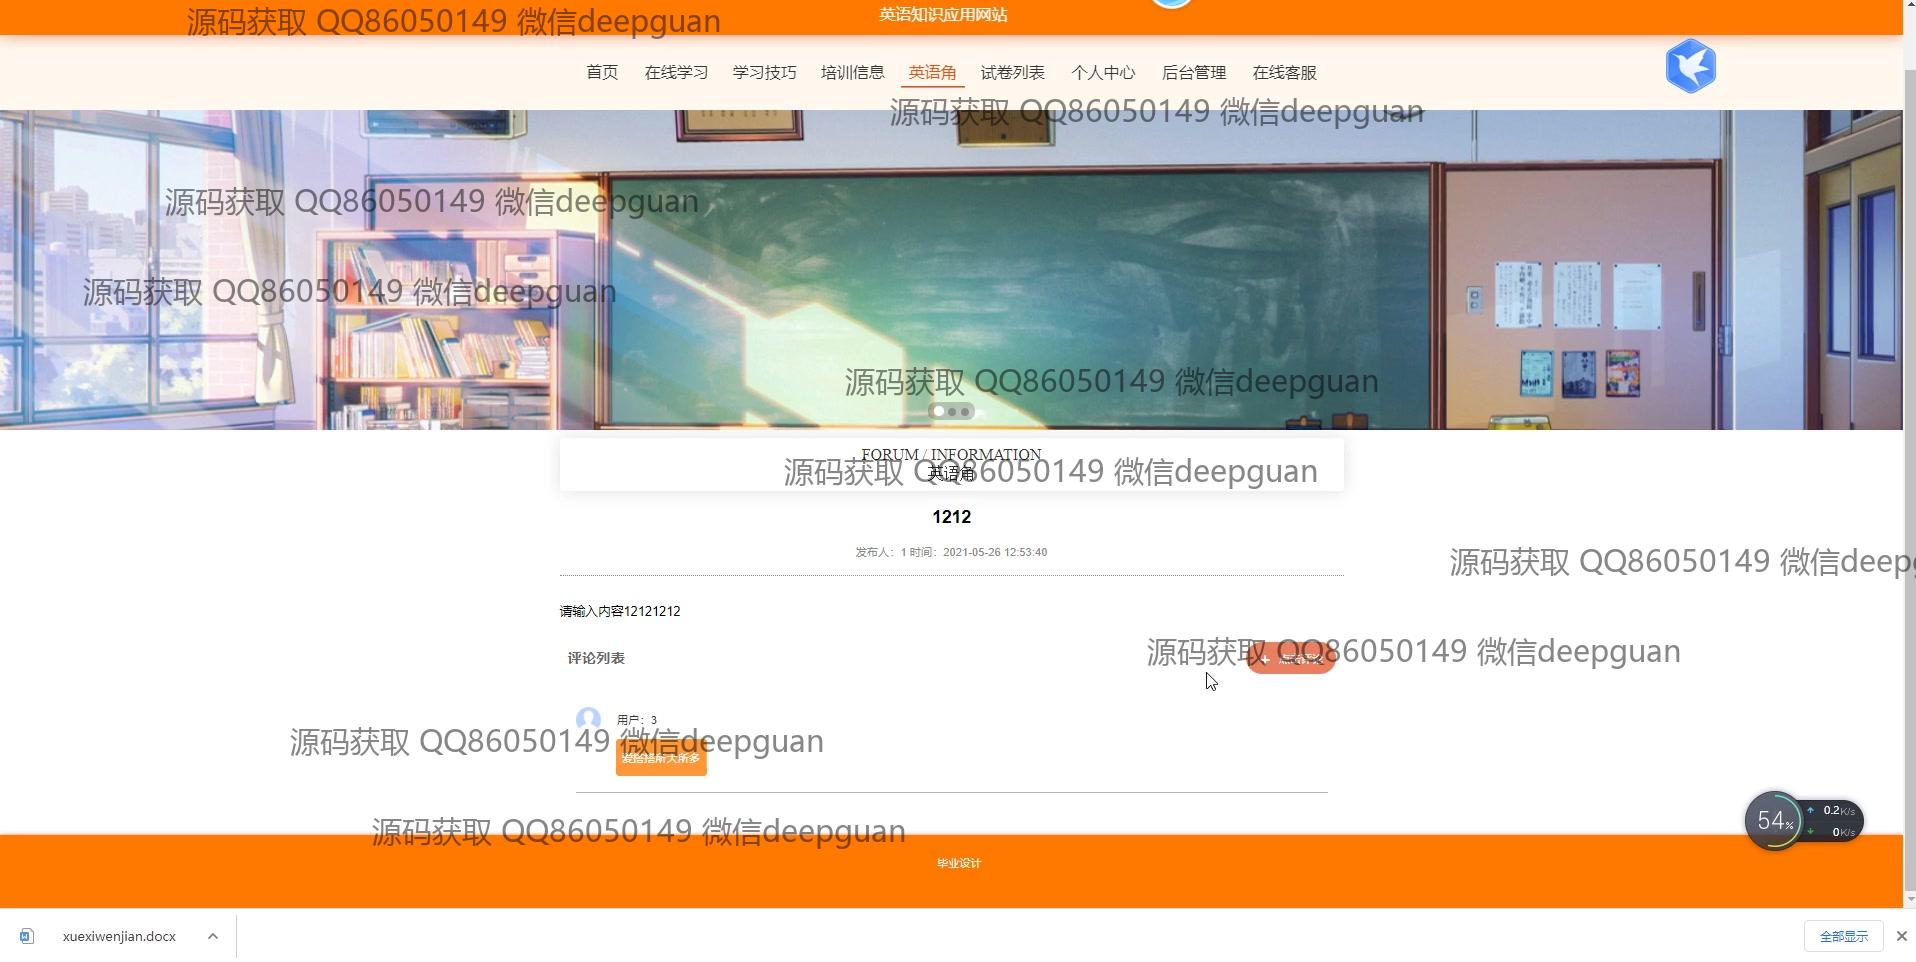 英语知识应用网站
源码获取 QQ86050149 微信deepguan
首页 在线学习 学习技巧 培训信息 英语角 试卷列表 个人中心 后台管理 在线客服
源码获取 QQ86050149 微信deepguan
源码获取 QQ86050149 微信deepguan
源码获取 QQ86050149 微信deepguan
源码获取 QQ86050149 微信deepguan
FORUM / INFORMATION
英语角
源码获取 QQ86050149 微信deepguan
1212
发布人：1 时间：2021-05-26 12:53:40
源码获取 QQ86050149 微信deep
请输入内容12121212
评论列表
+ 点击评论
源码获取 QQ86050149 微信deepguan
用户：3
源码获取 QQ86050149 微信deepguan
54%
0.2K/s
0K/s
源码获取 QQ86050149 微信deepguan
毕业设计
xuexiwenjian.docx
全部显示